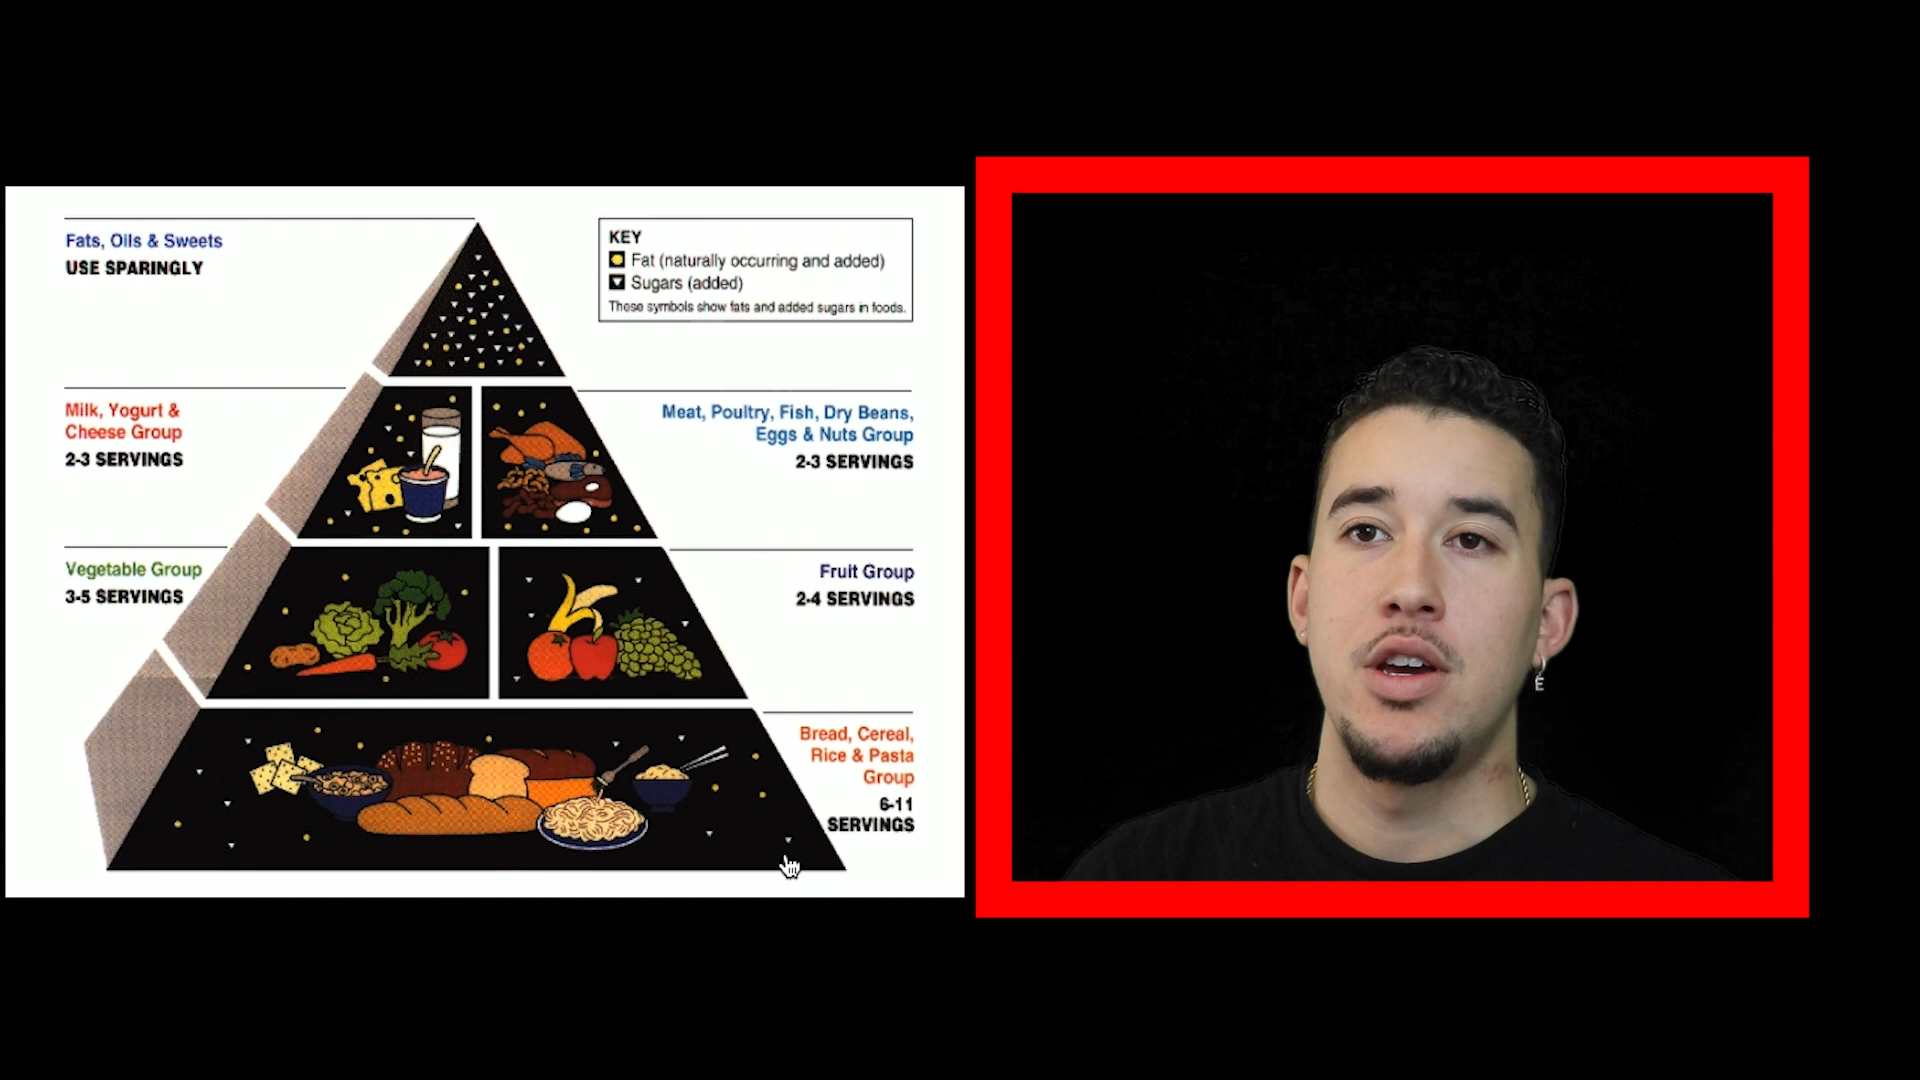 Fats, Oils & Sweets
USE SPARINGLY
KEY
Fat (naturally occurring and added)
Sugars (added)
These symbols show fats and added sugars in foods.
Milk, Yogurt &
Cheese Group
2-3 SERVINGS
Meat, Poultry, Fish, Dry Beans,
Eggs & Nuts Group
2-3 SERVINGS
Vegetable Group
3-5 SERVINGS
Fruit Group
2-4 SERVINGS
Bread, Cereal,
Rice & Pasta
Group
6-11
SERVINGS
E